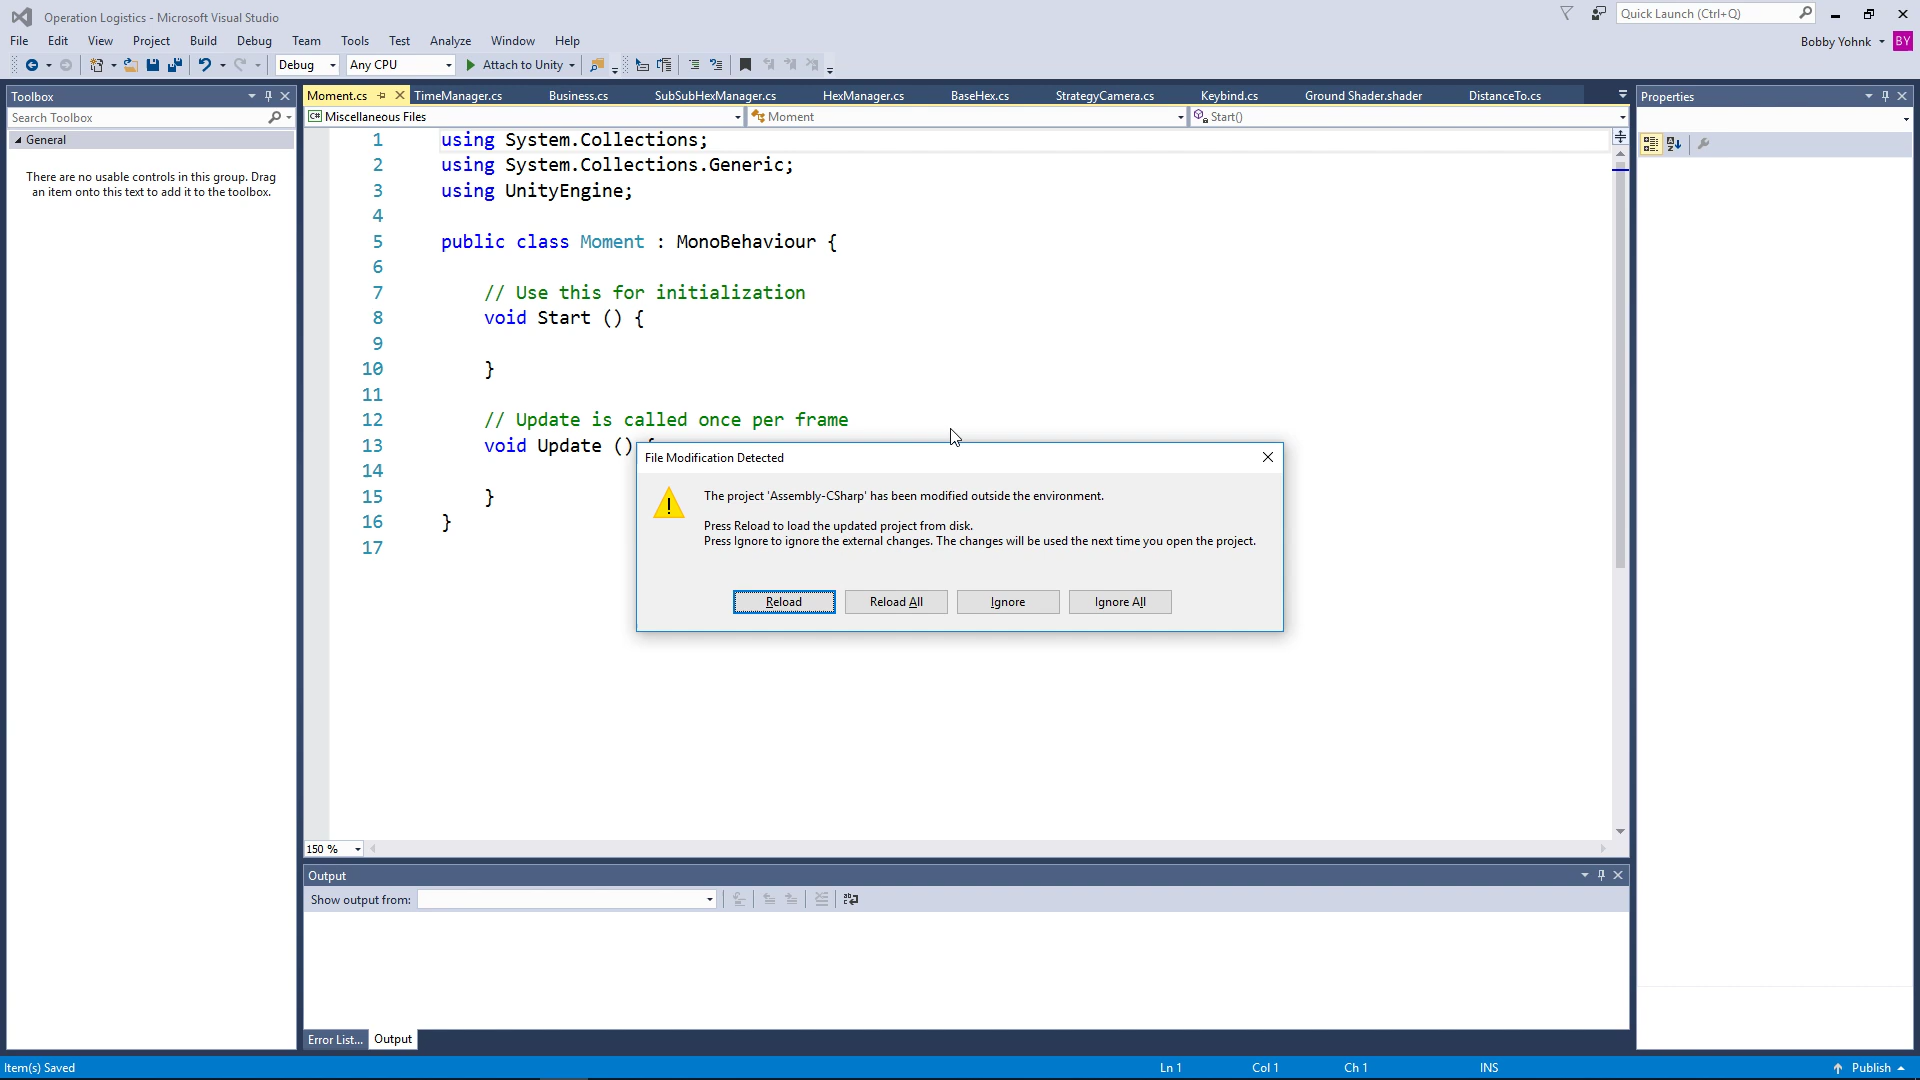 Operation Logistics - Microsoft Visual Studio
Quick Launch (Ctrl+Q)
File Edit View Project Build Debug Team Tools Test Analyze Window Help
Bobby Yohnk BY
Debug Any CPU Attach to Unity
Toolbox
Moment.cs TimeManager.cs Business.cs SubSubHexManager.cs HexManager.cs BaseHex.cs StrategyCamera.cs Keybind.cs Ground Shader.shader DistanceTo.cs
Properties
Search Toolbox
C# Miscellaneous Files Moment Start()
General
There are no usable controls in this group. Drag
an item onto this text to add it to the toolbox.
1 using System.Collections;
2 using System.Collections.Generic;
3 using UnityEngine;
4
5 public class Moment : MonoBehaviour {
6
7 // Use this for initialization
8 void Start () {
9
10 }
11
12 // Update is called once per frame
13 void Update () {
14
15 }
16 }
17
File Modification Detected
The project 'Assembly-CSharp' has been modified outside the environment.
Press Reload to load the updated project from disk.
Press Ignore to ignore the external changes. The changes will be used the next time you open the project.
Reload Reload All Ignore Ignore All
150 %
Output
Show output from:
Error List... Output
Item(s) Saved Ln 1 Col 1 Ch 1 INS Publish